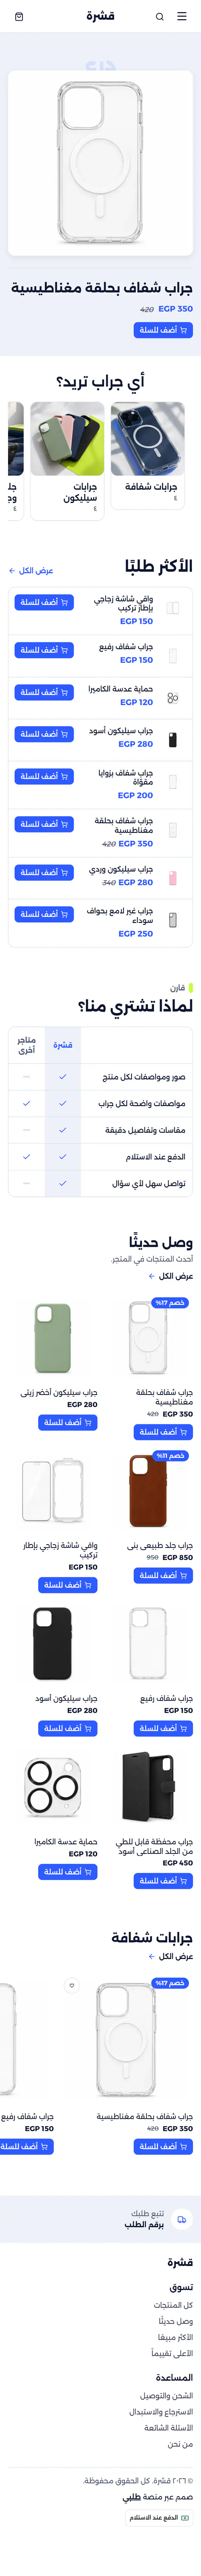 قشرة
جراب شفاف بحلقة مغناطيسية
EGP 350 420
أضف للسلة
أي جراب تريد؟
جرابات شفافة
٤
جرابات سيليكون
٤
الأكثر طلبًا
عرض الكل
واقي شاشة زجاجي بإطار تركيب
EGP 150
أضف للسلة
جراب شفاف رفيع
EGP 150
أضف للسلة
حماية عدسة الكاميرا
EGP 120
أضف للسلة
جراب سيليكون أسود
EGP 280
أضف للسلة
جراب شفاف بزوايا مقوّاة
EGP 200
أضف للسلة
جراب شفاف بحلقة مغناطيسية
EGP 350 420
أضف للسلة
جراب سيليكون وردي
EGP 280 340
أضف للسلة
جراب غير لامع بحواف سوداء
EGP 250
أضف للسلة
قارن
لماذا تشتري منا؟
قشرة
متاجر أخرى
صور ومواصفات لكل منتج
مواصفات واضحة لكل جراب
مقاسات وتفاصيل دقيقة
الدفع عند الاستلام
تواصل سهل لأي سؤال
وصل حديثًا
أحدث المنتجات في المتجر.
عرض الكل
خصم 17%
جراب شفاف بحلقة مغناطيسية
EGP 350 420
أضف للسلة
جراب سيليكون أخضر زيتي
EGP 280
أضف للسلة
خصم 11%
جراب جلد طبيعي بني
EGP 850 950
أضف للسلة
واقي شاشة زجاجي بإطار تركيب
EGP 150
أضف للسلة
جراب شفاف رفيع
EGP 150
أضف للسلة
جراب سيليكون أسود
EGP 280
أضف للسلة
جراب محفظة قابل للطي من الجلد الصناعي أسود
EGP 450
أضف للسلة
حماية عدسة الكاميرا
EGP 120
أضف للسلة
جرابات شفافة
عرض الكل
خصم 17%
جراب شفاف بحلقة مغناطيسية
EGP 350 420
أضف للسلة
جراب شفاف رفيع
EGP 150
أضف للسلة
تتبع طلبك
برقم الطلب
قشرة
تسوق
كل المنتجات
وصل حديثًا
الأكثر مبيعًا
الأعلى تقييماً
المساعدة
الشحن والتوصيل
الاسترجاع والاستبدال
الأسئلة الشائعة
من نحن
© ٢٠٢٦ قشرة. كل الحقوق محفوظة.
صمم عبر منصة طلبي
الدفع عند الاستلام